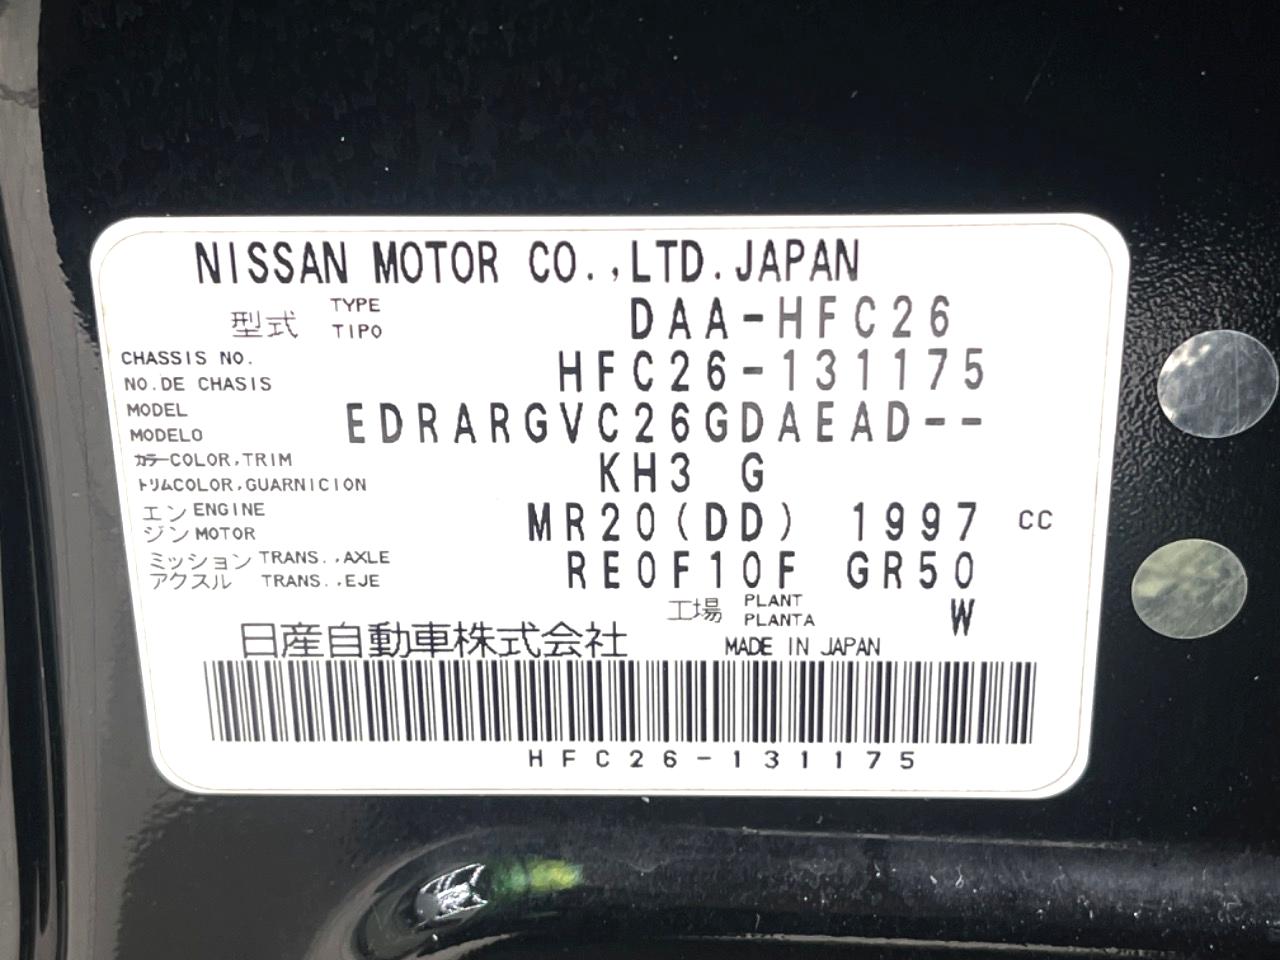 NISSAN MOTOR CO.,LTD.JAPAN
型式 TYPE TIPO DAA-HFC26
CHASSIS NO. NO.DE CHASIS HFC26-131175
MODEL MODELO EDRARGVC26GDAEAD--
カラーCOLOR,TRIM KH3 G
トリムCOLOR,GUARNICION
エンジン ENGINE MOTOR MR20(DD) 1997 CC
ミッション TRANS.,AXLE RE0F10F GR50
アクスル TRANS.,EJE
工場 PLANT PLANTA W
日産自動車株式会社 MADE IN JAPAN
HFC26-131175